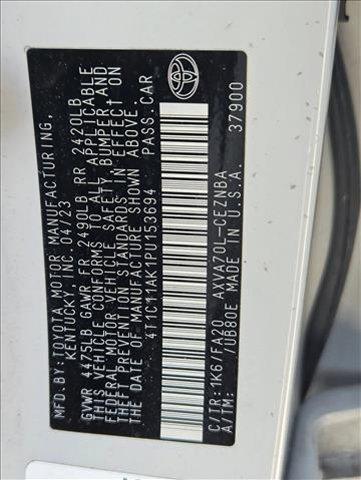 MFD.BY:TOYOTA MOTOR MANUFACTURING,
KENTUCKY, INC. 04/23
GVWR 4475LB GAWR FR 2490LB RR 2420LB
THIS VEHICLE CONFORMS TO ALL APPLICABLE
FEDERAL MOTOR VEHICLE SAFETY, BUMPER AND
THEFT PREVENTION STANDARDS IN EFFECT ON
THE DATE OF MANUFACTURE SHOWN ABOVE.
4T1C11AK1PU153694 PASS.CAR
C/TR:1K6/FA20 AXVA70L-CEZNBA
A/TM: /UB80E U.S.A. 37900